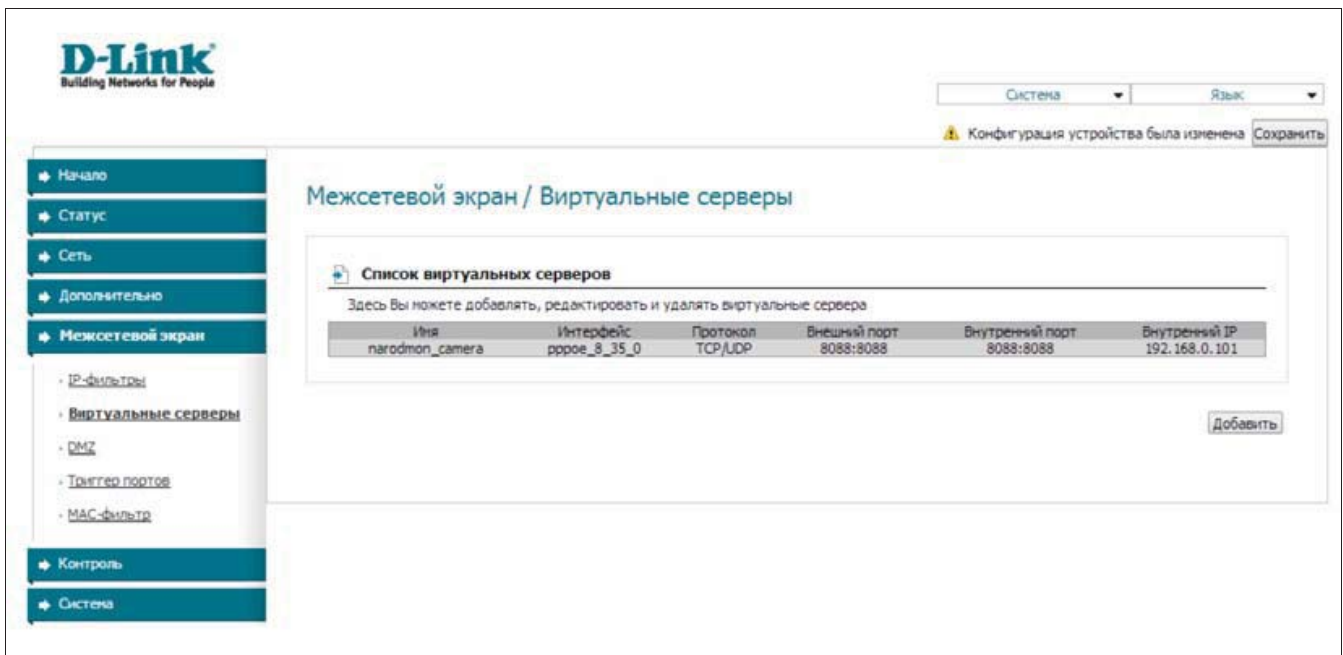 D-Link
Building Networks for People
Система
Язык
Конфигурация устройства была изменена Сохранить
Начало
Статус
Сеть
Дополнительно
Межсетевой экран
IP-фильтры
Виртуальные серверы
DMZ
Триггер портов
MAC-фильтр
Контроль
Система
Межсетевой экран / Виртуальные серверы
Список виртуальных серверов
Здесь Вы можете добавлять, редактировать и удалять виртуальные сервера
Имя Интерфейс Протокол Внешний порт Внутренний порт Внутренний IP
narodmon_camera pppoe_8_35_0 TCP/UDP 8088:8088 8088:8088 192.168.0.101
Добавить